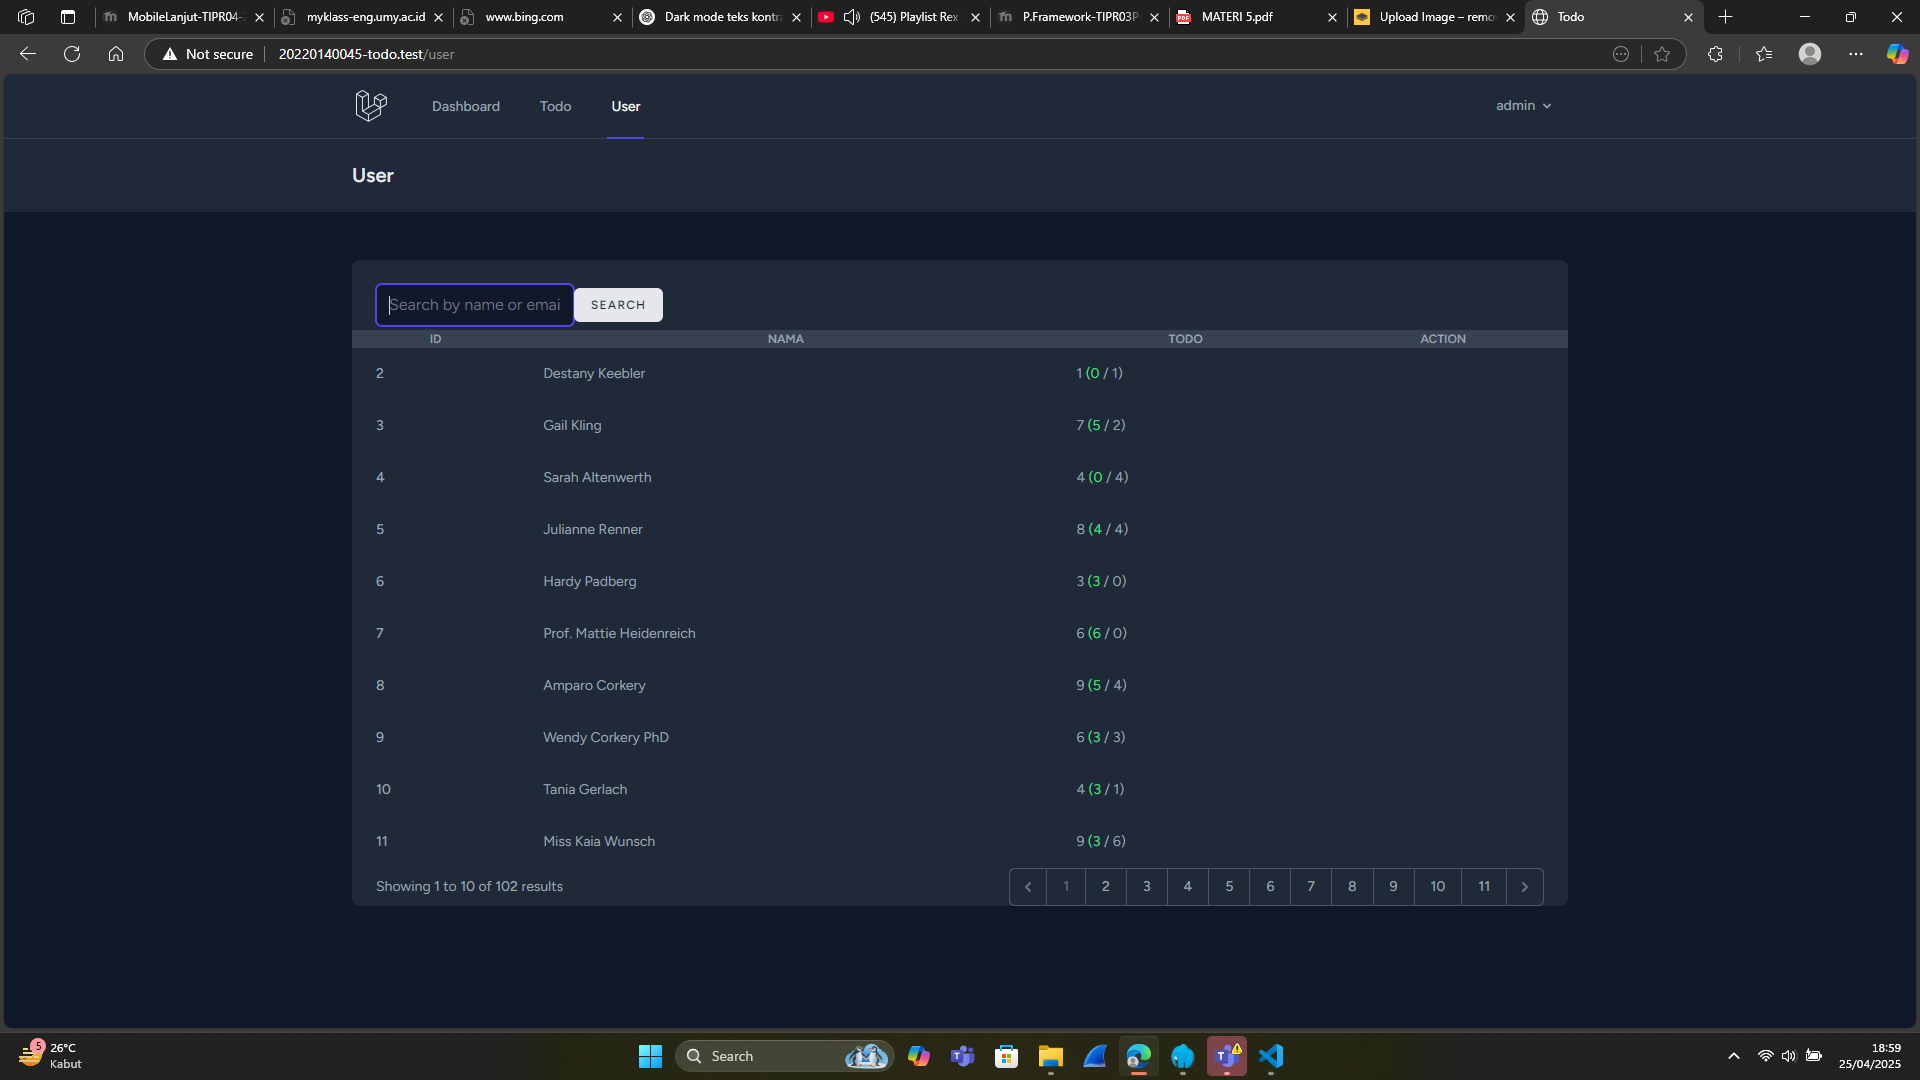 MobileLanjut-TIPR04-2
myklass-eng.umy.ac.id
www.bing.com
Dark mode teks kontra
(545) Playlist Rex
P.Framework-TIPR03P-
PDF
MATERI 5.pdf
Upload Image – remo
Todo
Not secure
20220140045-todo.test/user
Dashboard
Todo
User
admin
User
Search by name or emai
SEARCH
ID NAMA TODO ACTION
2 Destany Keebler 1 (0 / 1)
3 Gail Kling 7 (5 / 2)
4 Sarah Altenwerth 4 (0 / 4)
5 Julianne Renner 8 (4 / 4)
6 Hardy Padberg 3 (3 / 0)
7 Prof. Mattie Heidenreich 6 (6 / 0)
8 Amparo Corkery 9 (5 / 4)
9 Wendy Corkery PhD 6 (3 / 3)
10 Tania Gerlach 4 (3 / 1)
11 Miss Kaia Wunsch 9 (3 / 6)
Showing 1 to 10 of 102 results
1 2 3 4 5 6 7 8 9 10 11
5
26°C
Kabut
Search
18:59
25/04/2025